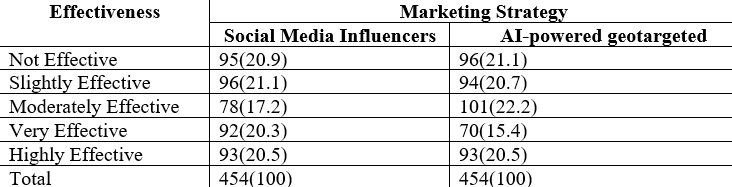 Effectiveness Marketing Strategy
Social Media Influencers AI-powered geotargeted
Not Effective 95(20.9) 96(21.1)
Slightly Effective 96(21.1) 94(20.7)
Moderately Effective 78(17.2) 101(22.2)
Very Effective 92(20.3) 70(15.4)
Highly Effective 93(20.5) 93(20.5)
Total 454(100) 454(100)